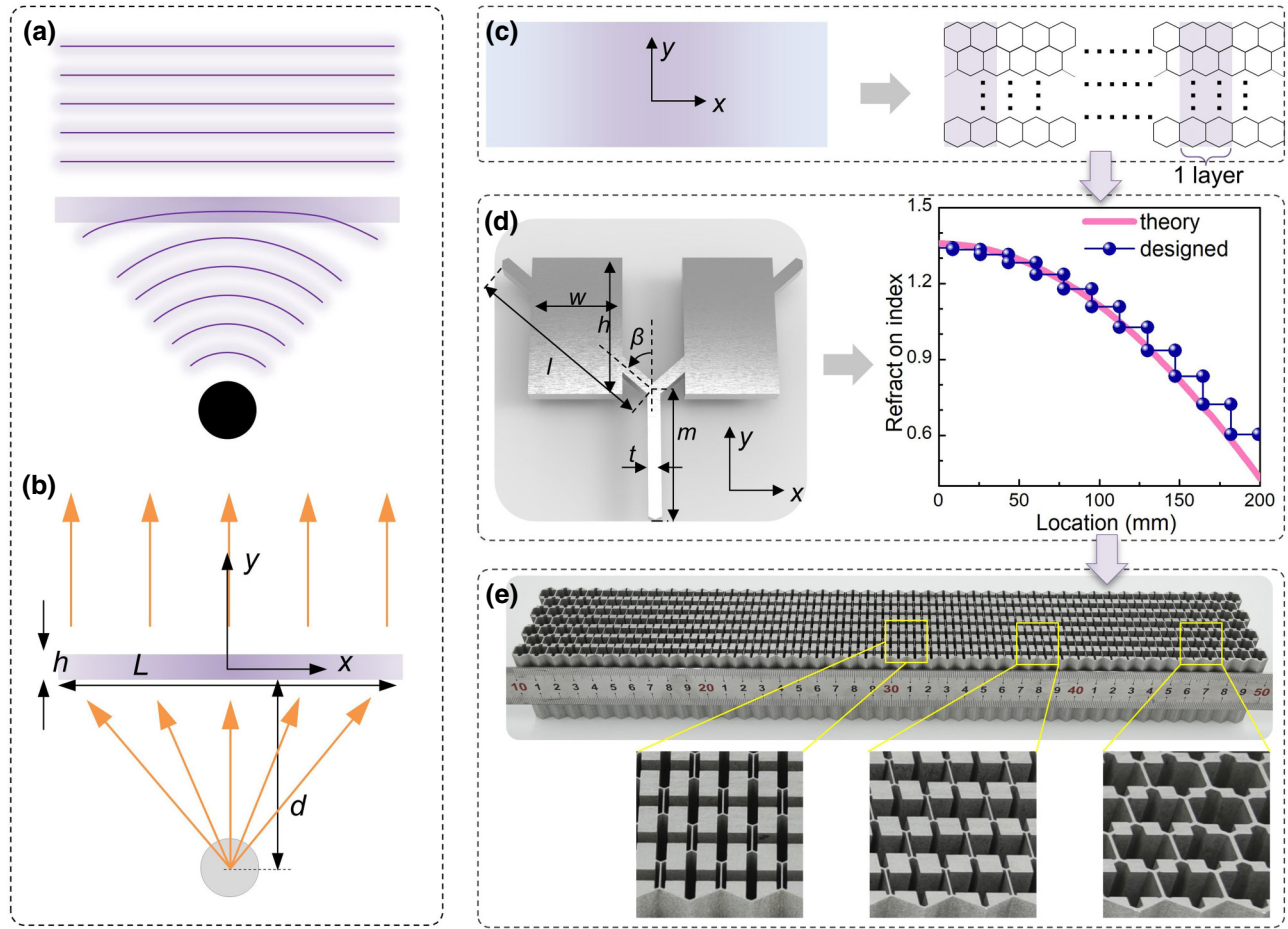 (a)
(b)
y
x
h
L
d
(c)
y
x
1 layer
(d)
w
h
β
l
m
t
y
x
1.5
1.2
0.9
0.6
Refract on index
theory
designed
0 50 100 150 200
Location (mm)
(e)
10 1 2 3 4 5 6 7 8 9 20 1 2 3 4 5 6 7 8 9 30 1 2 3 4 5 6 7 8 9 40 1 2 3 4 5 6 7 8 9 50